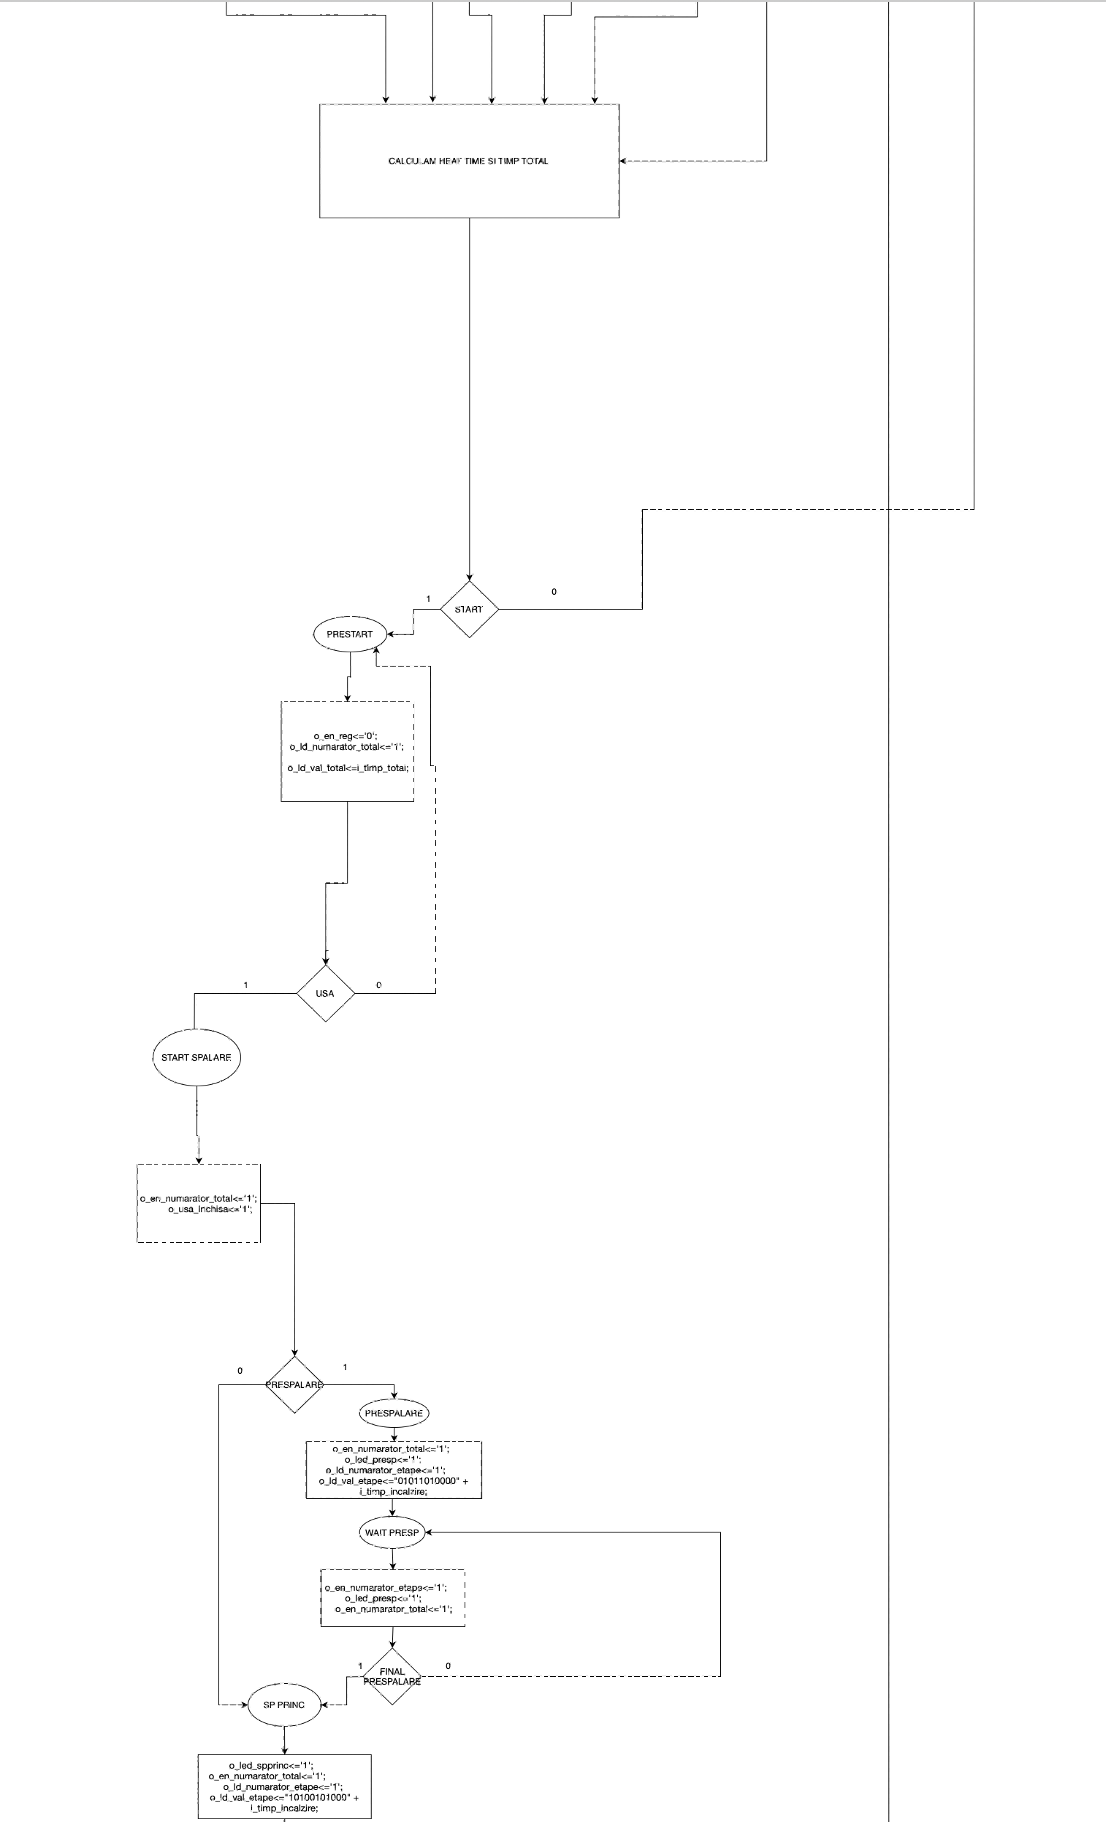 CALCULAM HEAT TIME SI TIMP TOTAL
0
1
START
PRESTART
o_en_reg<='0';
o_ld_numarator_total<='1';
o_ld_val_total<=i_timp_total;
1
0
USA
START SPALARE
o_en_numarator_total<='1';
o_usa_inchisa<='1';
0
1
PRESPALARE
PRESPALARE
o_en_numarator_total<='1';
o_led_presp<='1';
o_ld_numarator_etape<='1';
o_ld_val_etape<="01011010000" +
i_timp_incalzire;
WAIT PRESP
o_en_numarator_etape<='1';
o_led_presp<='1';
o_en_numarator_total<='1';
1
0
FINAL
PRESPALARE
SP PRINC
o_led_spprinc<='1';
o_en_numarator_total<='1';
o_ld_numarator_etape<='1';
o_ld_val_etape<="10100101000" +
i_timp_incalzire;